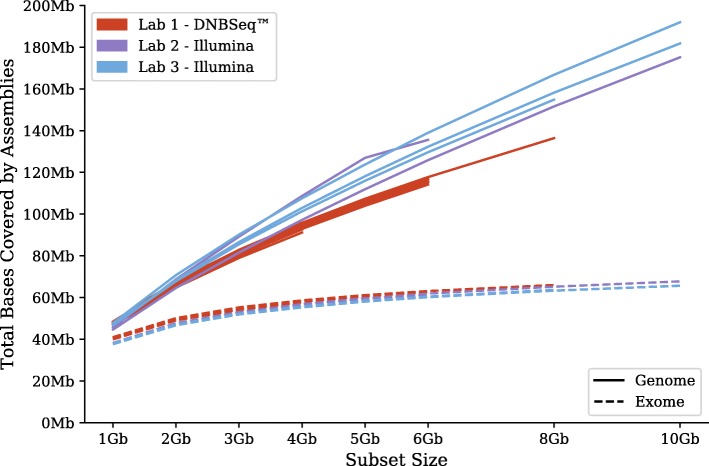 200Mb
180Mb
160Mb
140Mb
120Mb
100Mb
80Mb
60Mb
40Mb
20Mb
0Mb
Total Bases Covered by Assemblies
Lab 1 - DNBSeq™
Lab 2 - Illumina
Lab 3 - Illumina
Genome
Exome
1Gb 2Gb 3Gb 4Gb 5Gb 6Gb 8Gb 10Gb
Subset Size